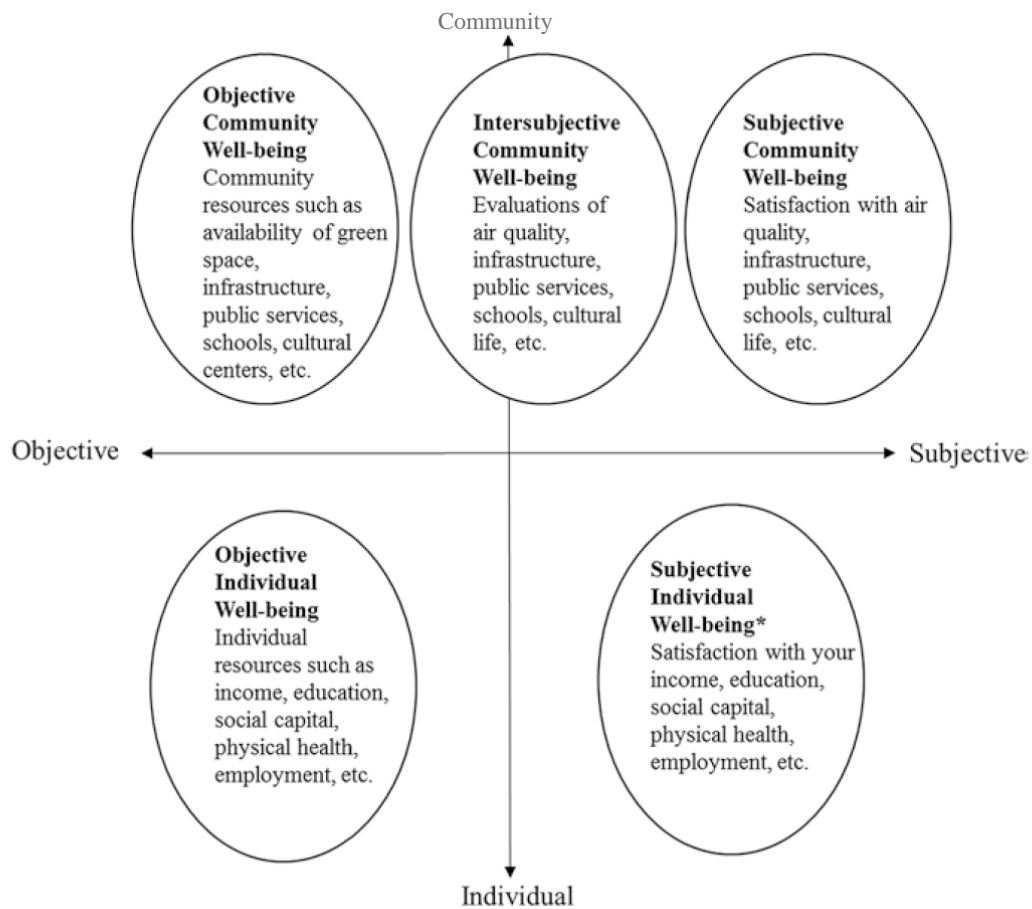 Community
Objective
Community
Well-being
Community
resources such as
availability of green
space,
infrastructure,
public services,
schools, cultural
centers, etc.
Intersubjective
Community
Well-being
Evaluations of
air quality,
infrastructure,
public services,
schools, cultural
life, etc.
Subjective
Community
Well-being
Satisfaction with air
quality,
infrastructure,
public services,
schools, cultural
life, etc.
Objective
Subjective
Objective
Individual
Well-being
Individual
resources such as
income, education,
social capital,
physical health,
employment, etc.
Subjective
Individual
Well-being*
Satisfaction with your
income, education,
social capital,
physical health,
employment, etc.
Individual